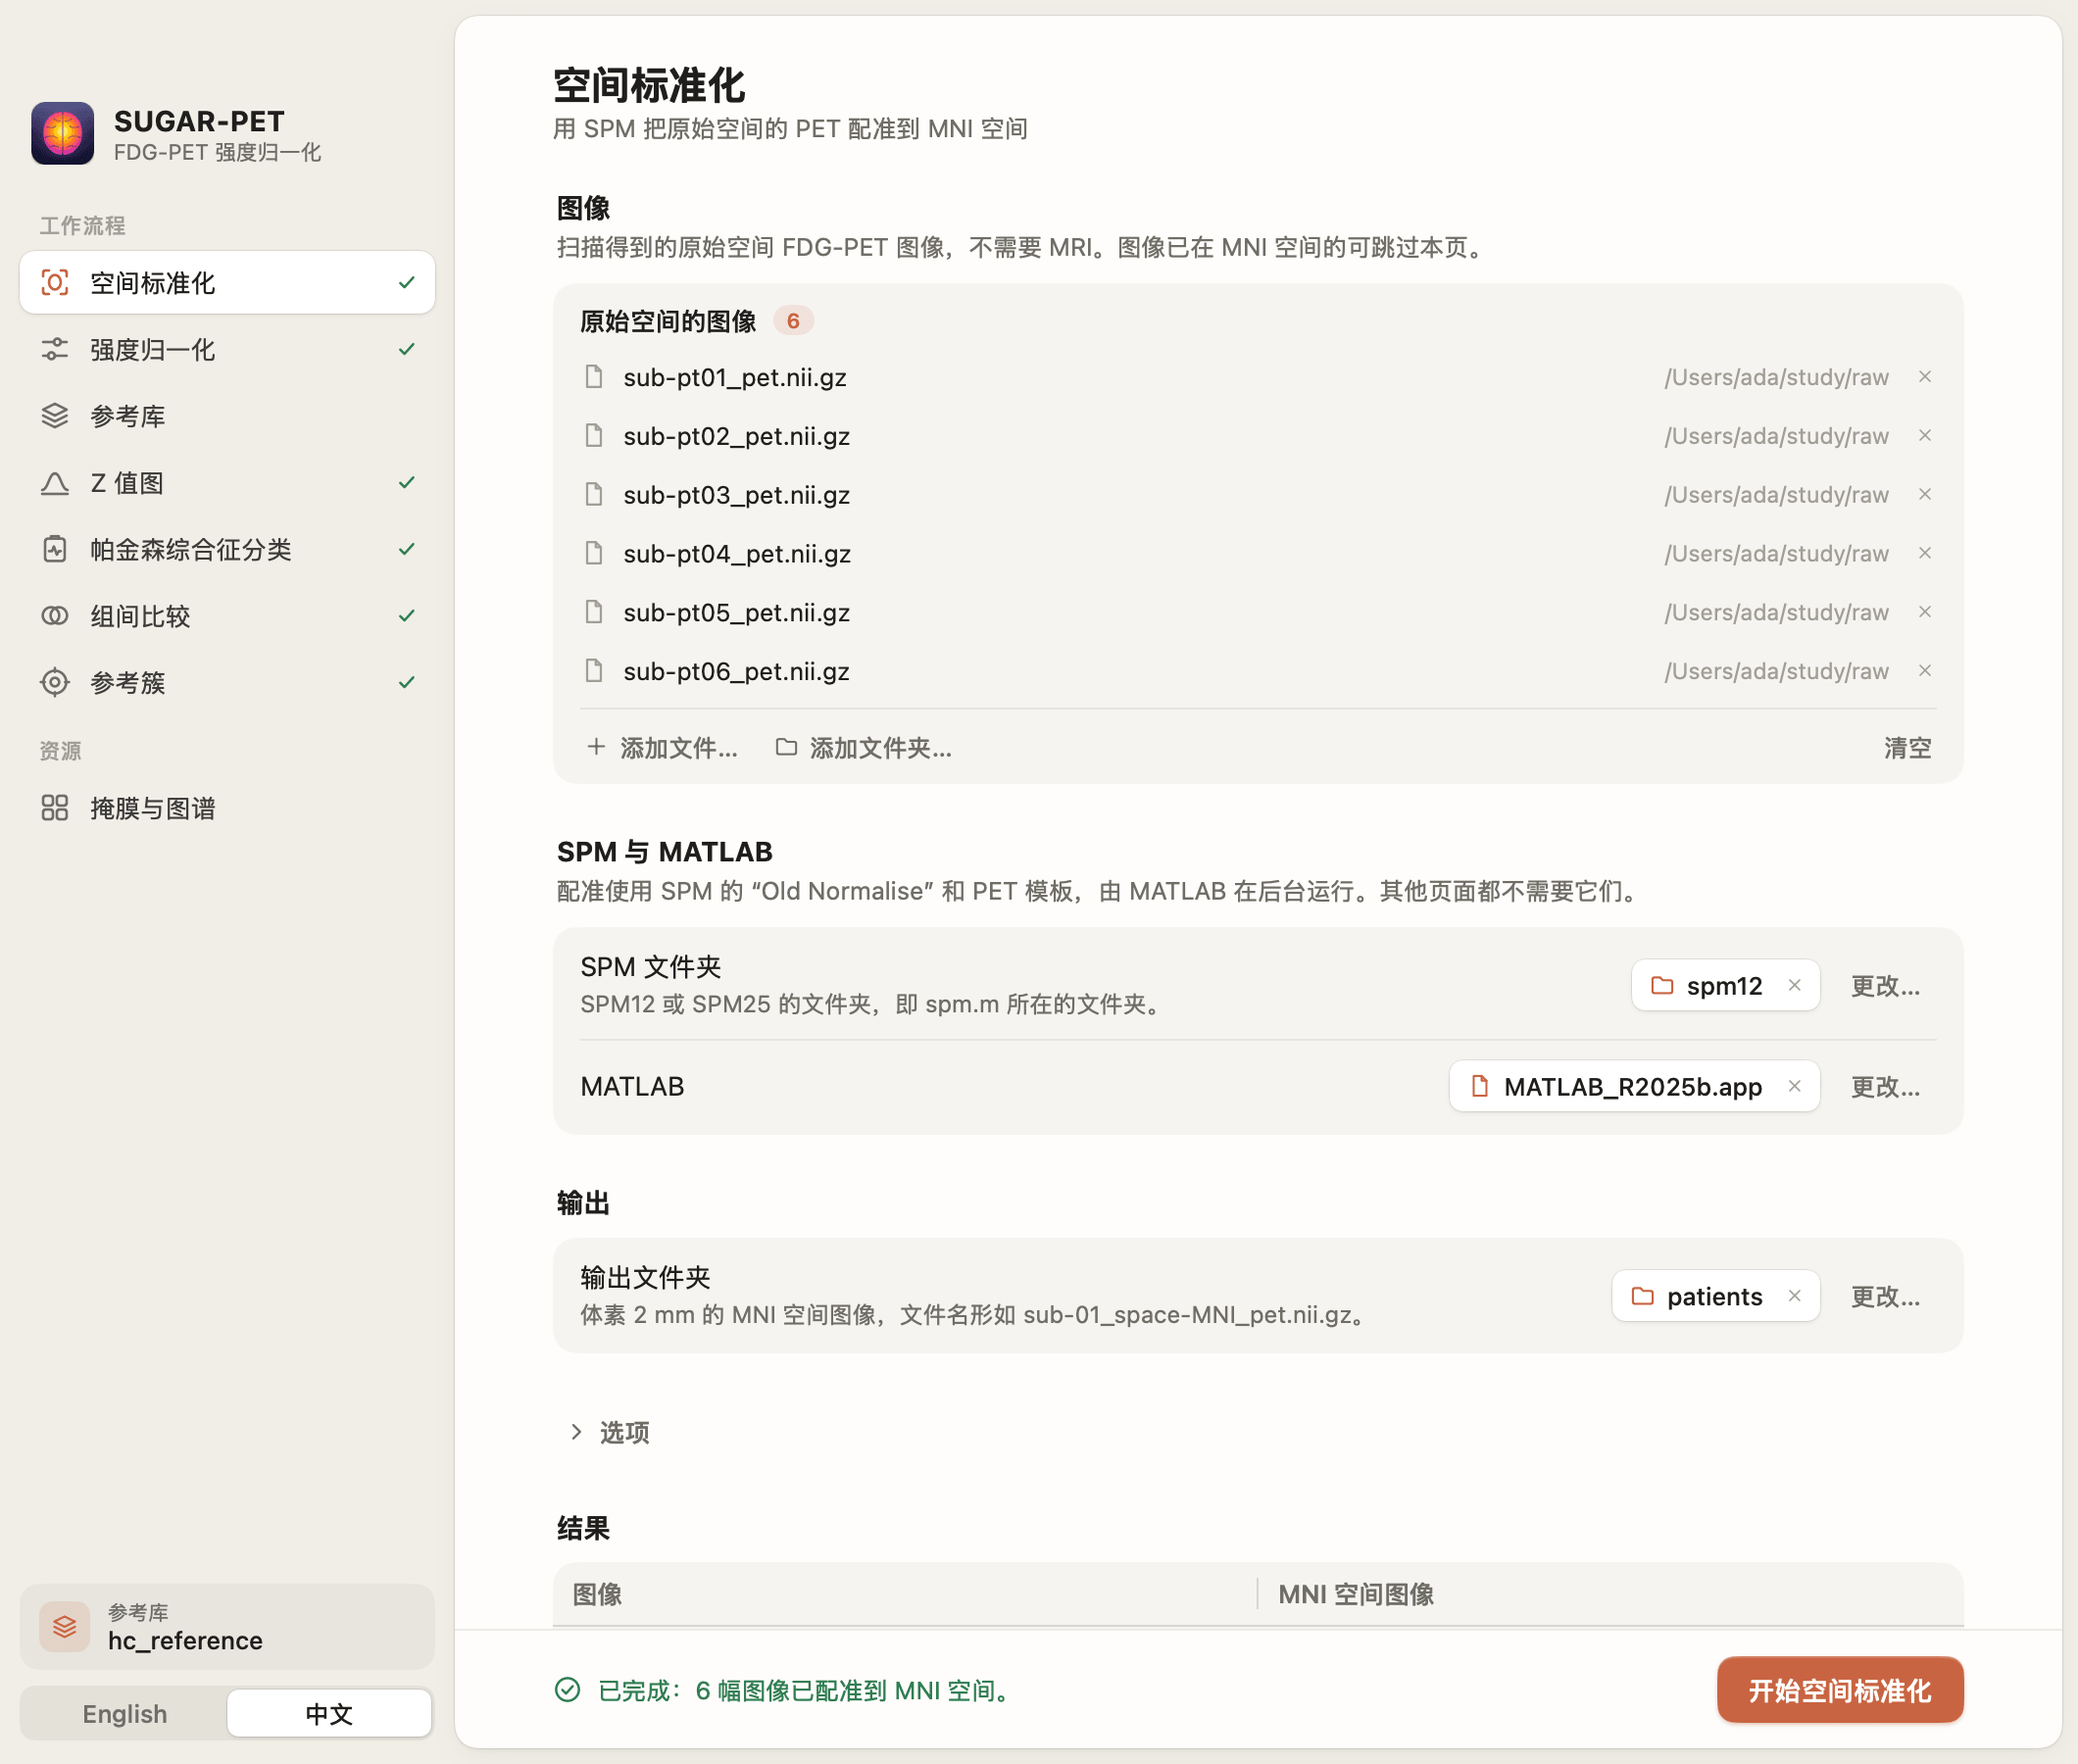 SUGAR-PET
FDG-PET 强度归一化
工作流程
空间标准化
强度归一化
参考库
Z 值图
帕金森综合征分类
组间比较
参考簇
资源
掩膜与图谱
参考库
hc_reference
English
中文
空间标准化
用 SPM 把原始空间的 PET 配准到 MNI 空间
图像
扫描得到的原始空间 FDG-PET 图像，不需要 MRI。图像已在 MNI 空间的可跳过本页。
原始空间的图像 6
sub-pt01_pet.nii.gz /Users/ada/study/raw
sub-pt02_pet.nii.gz /Users/ada/study/raw
sub-pt03_pet.nii.gz /Users/ada/study/raw
sub-pt04_pet.nii.gz /Users/ada/study/raw
sub-pt05_pet.nii.gz /Users/ada/study/raw
sub-pt06_pet.nii.gz /Users/ada/study/raw
添加文件... 添加文件夹... 清空
SPM 与 MATLAB
配准使用 SPM 的 “Old Normalise” 和 PET 模板，由 MATLAB 在后台运行。其他页面都不需要它们。
SPM 文件夹
SPM12 或 SPM25 的文件夹，即 spm.m 所在的文件夹。
spm12 更改...
MATLAB MATLAB_R2025b.app 更改...
输出
输出文件夹
体素 2 mm 的 MNI 空间图像，文件名形如 sub-01_space-MNI_pet.nii.gz。
patients 更改...
选项
结果
图像 MNI 空间图像
已完成：6 幅图像已配准到 MNI 空间。
开始空间标准化